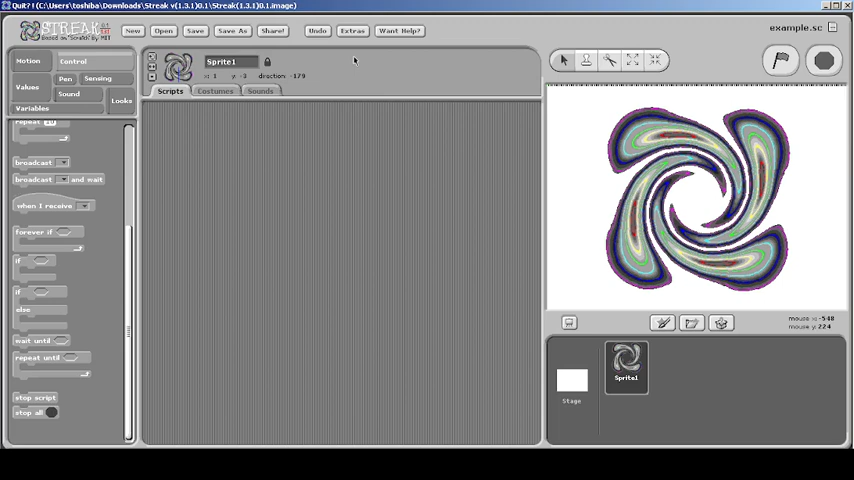 Quit?! (C:\Users\toshiba\Downloads\Streak v(1.3.1)0.1\Streak(1.3.1)0.1.image)
STREAK
Based on "Scratch" By MIT
New Open Save Save As Share! Undo Extras Want Help?
example.sc
Motion Control
Pen Sensing
Values
Sound
Looks
Variables
Sprite1
x: 1 y: -3 direction: -179
Scripts Costumes Sounds
repeat 10
broadcast
broadcast and wait
when I receive
forever if
if
if
else
wait until
repeat until
stop script
stop all
mouse x: -548
mouse y: 224
Sprite1
Stage